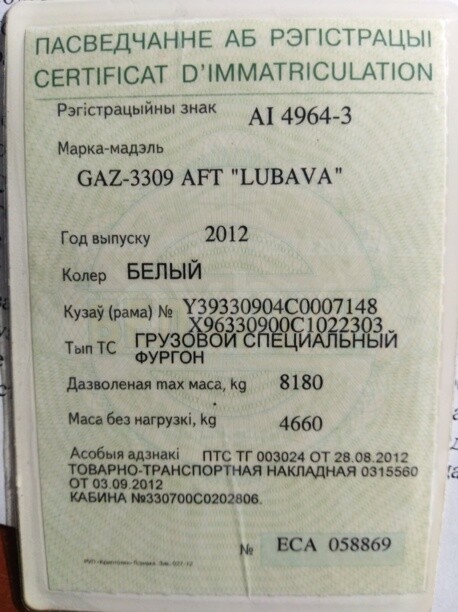 ПАСВЕДЧАННЕ АБ РЭГІСТРАЦЫІ
CERTIFICAT D'IMMATRICULATION
Рэгістрацыйны знак AI 4964-3
Марка-мадэль
GAZ-3309 AFT "LUBAVA"
Год выпуску 2012
Колер БЕЛЫЙ
Кузаў (рама) № Y39330904C0007148
X96330900C1022303
Тып ТС ГРУЗОВОЙ СПЕЦИАЛЬНЫЙ
ФУРГОН
Дазволеная max маса, kg 8180
Маса без нагрузкі, kg 4660
Асобыя адзнакі ПТС ТГ 003024 ОТ 28.08.2012
ТОВАРНО-ТРАНСПОРТНАЯ НАКЛАДНАЯ 0315560
ОТ 03.09.2012
КАБИНА №330700С0202806.
№ ECA 058869